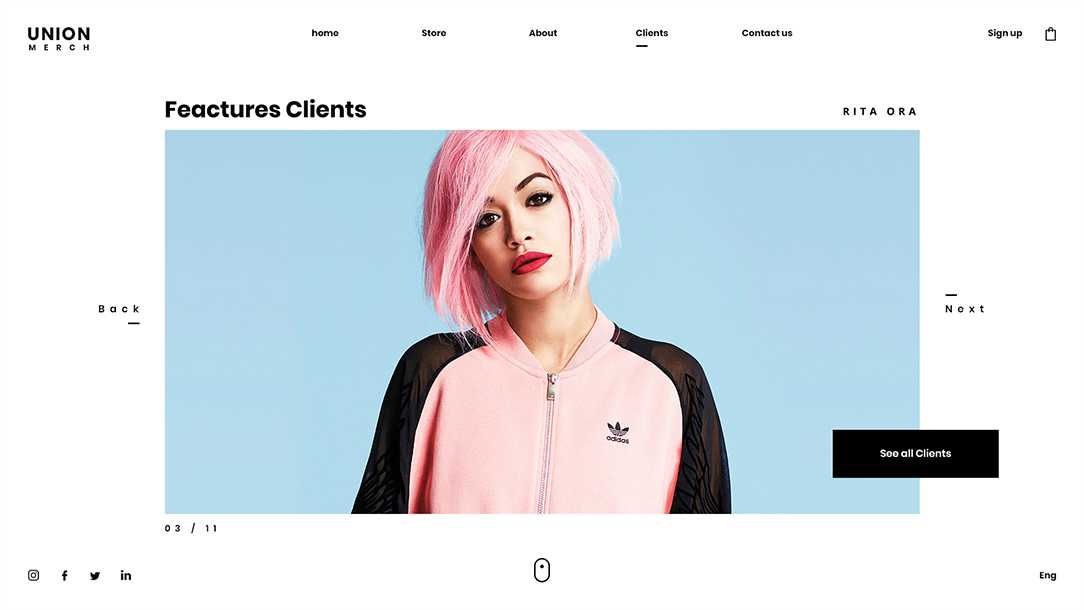 UNION
MERCH
home
Store
About
Clients
Contact us
Sign up
Feactures Clients
RITA ORA
Back
Next
adidas
See all Clients
03 / 11
Eng